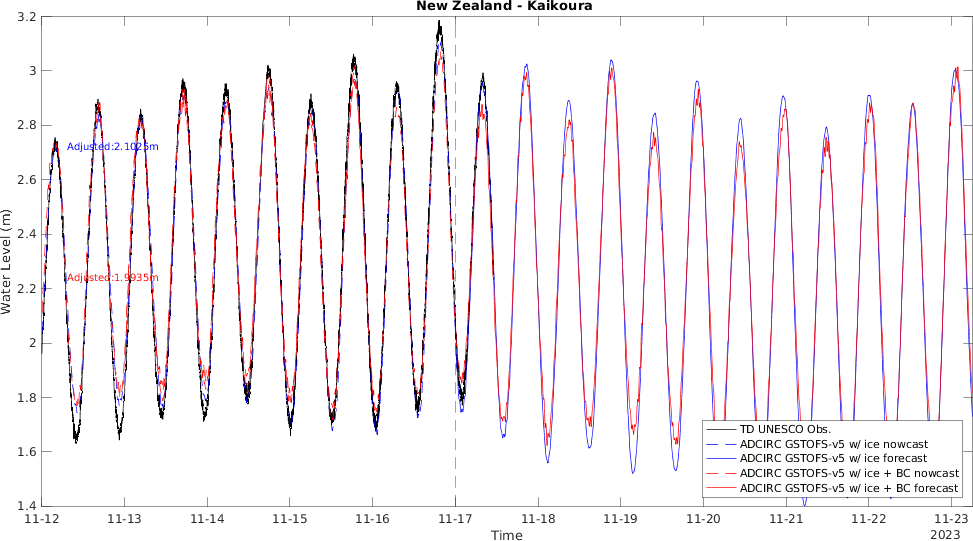 New Zealand - Kaikoura
Water Level (m)
3.2
3
2.8
2.6
2.4
2.2
2
1.8
1.6
1.4
Adjusted:2.1025m
Adjusted:1.9935m
TD UNESCO Obs.
ADCIRC GSTOFS-v5 w/ ice nowcast
ADCIRC GSTOFS-v5 w/ ice forecast
ADCIRC GSTOFS-v5 w/ ice + BC nowcast
ADCIRC GSTOFS-v5 w/ ice + BC forecast
11-12 11-13 11-14 11-15 11-16 11-17 11-18 11-19 11-20 11-21 11-22 11-23
2023
Time